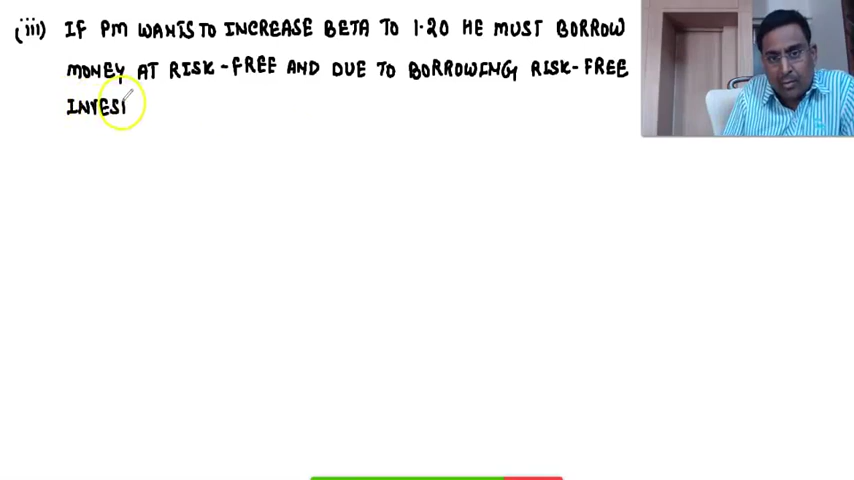 (iii) IF PM WANTS TO INCREASE BETA TO 1.20 HE MUST BORROW
MONEY AT RISK-FREE AND DUE TO BORROWING RISK-FREE
INVEST